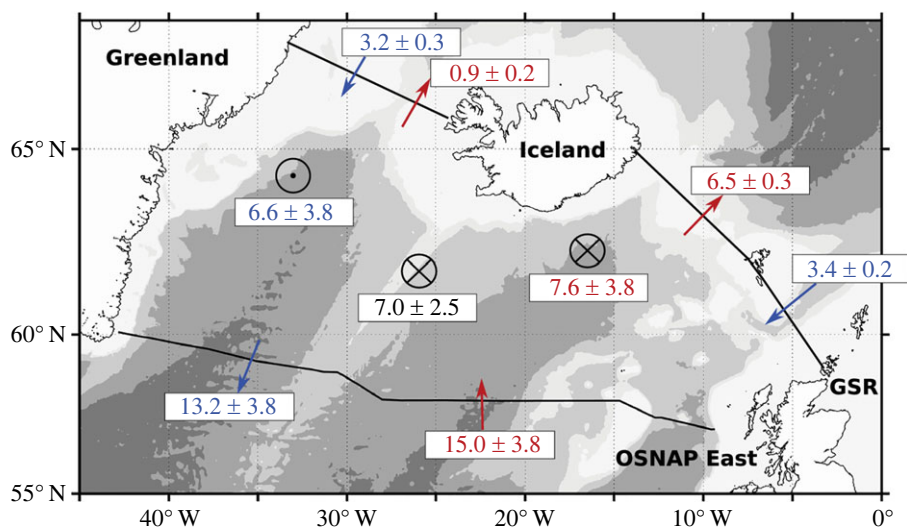 Greenland
3.2 ± 0.3
0.9 ± 0.2
65° N
Iceland
6.5 ± 0.3
6.6 ± 3.8
3.4 ± 0.2
7.0 ± 2.5
7.6 ± 3.8
60° N
13.2 ± 3.8
GSR
15.0 ± 3.8
OSNAP East
55° N
40° W
30° W
20° W
10° W
0°